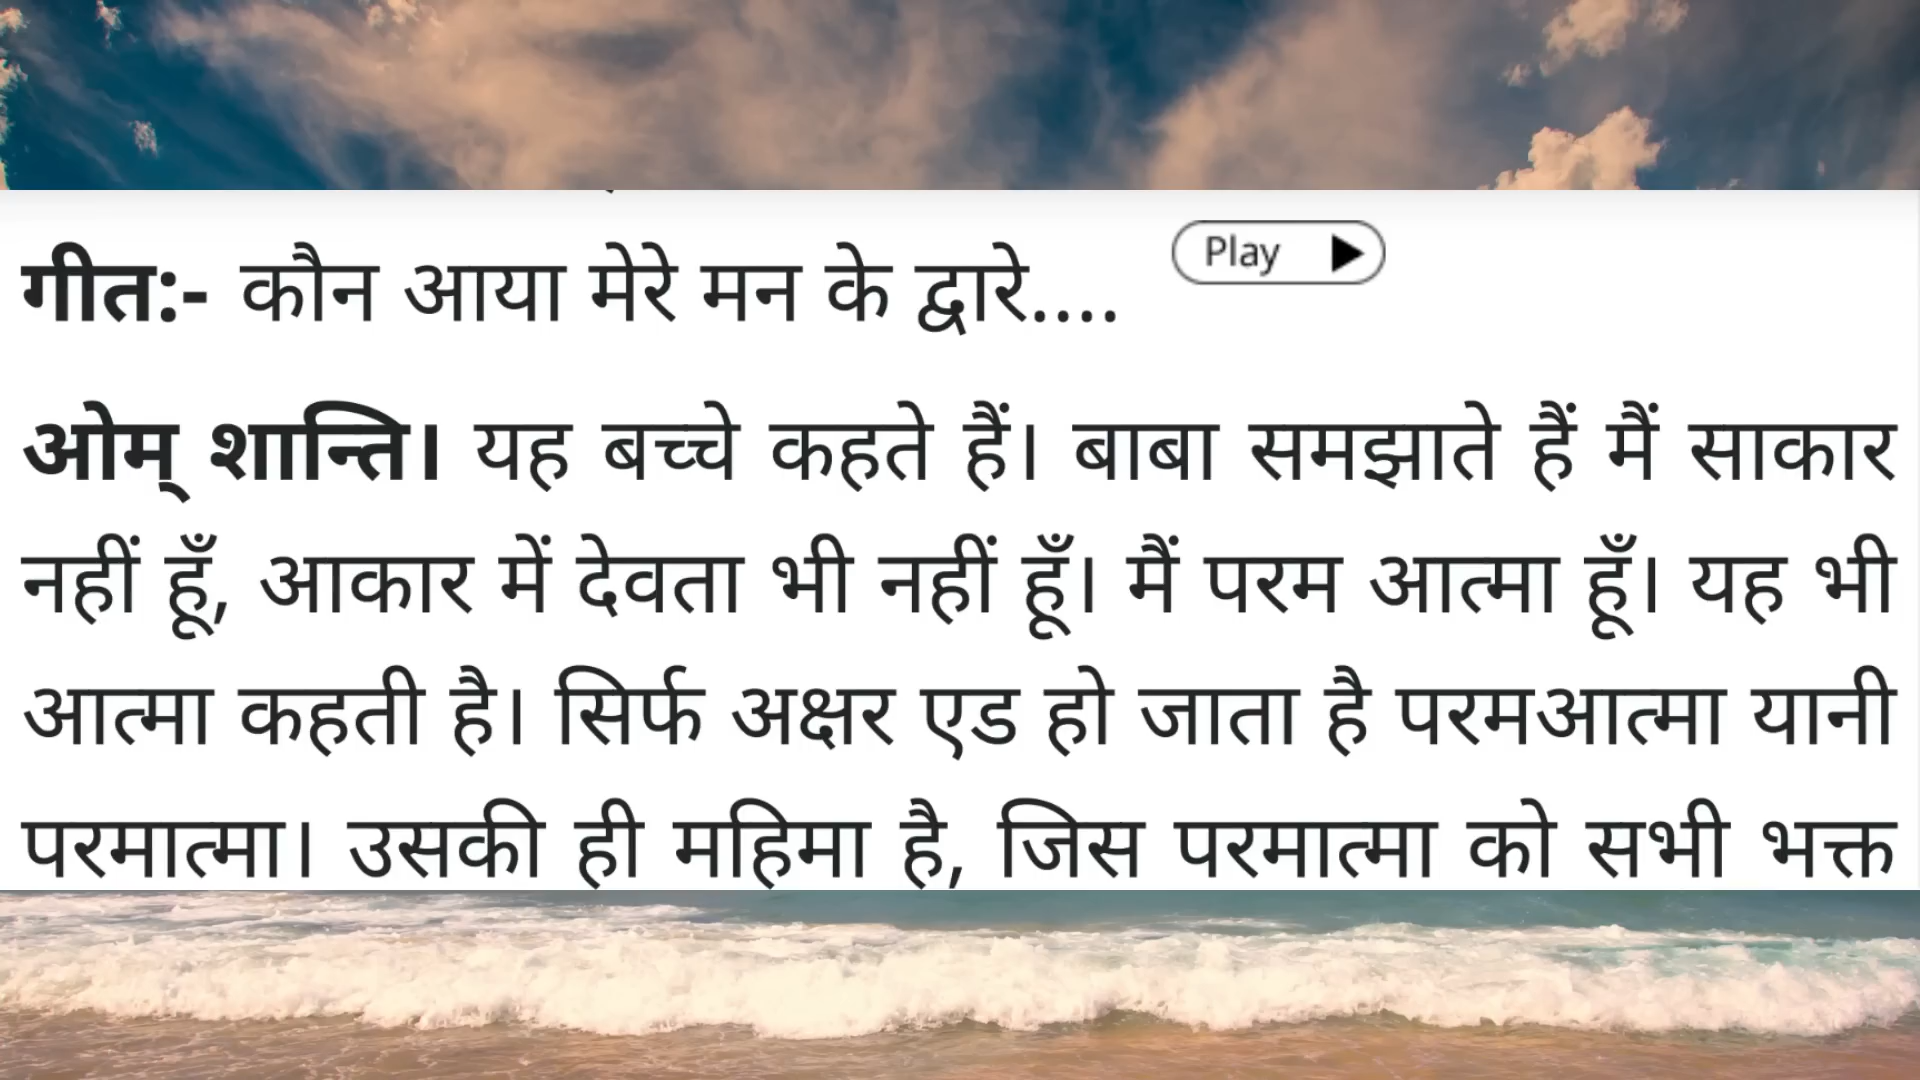 गीत:- कौन आया मेरे मन के द्वारे.... Play
ओम् शान्ति। यह बच्चे कहते हैं। बाबा समझाते हैं मैं साकार
नहीं हूँ, आकार में देवता भी नहीं हूँ। मैं परम आत्मा हूँ। यह भी
आत्मा कहती है। सिर्फ अक्षर एड हो जाता है परमआत्मा यानी
परमात्मा। उसकी ही महिमा है, जिस परमात्मा को सभी भक्त